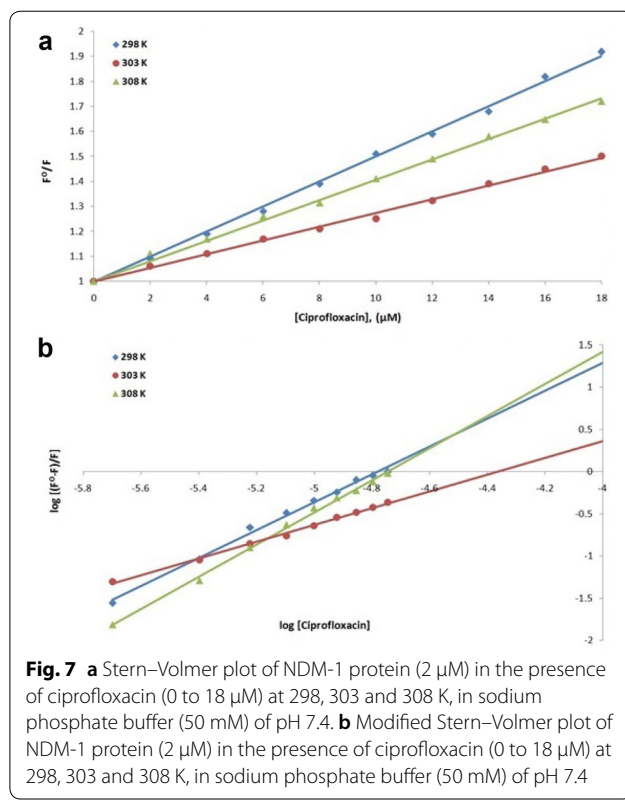 a
2
1.9
1.8
1.7
1.6
1.5
1.4
1.3
1.2
1.1
1
298 K
303 K
308 K
F⁰/F
0 2 4 6 8 10 12 14 16 18
[Ciprofloxacin], (µM)
b
298 K
303 K
308 K
1.5
1
0.5
0
-0.5
-1
-1.5
-2
-5.8 -5.6 -5.4 -5.2 -5 -4.8 -4.6 -4.4 -4.2 -4
log [(F⁰-F)/F]
log [Ciprofloxacin]
Fig. 7 a Stern–Volmer plot of NDM-1 protein (2 µM) in the presence
of ciprofloxacin (0 to 18 µM) at 298, 303 and 308 K, in sodium
phosphate buffer (50 mM) of pH 7.4. b Modified Stern–Volmer plot of
NDM-1 protein (2 µM) in the presence of ciprofloxacin (0 to 18 µM) at
298, 303 and 308 K, in sodium phosphate buffer (50 mM) of pH 7.4